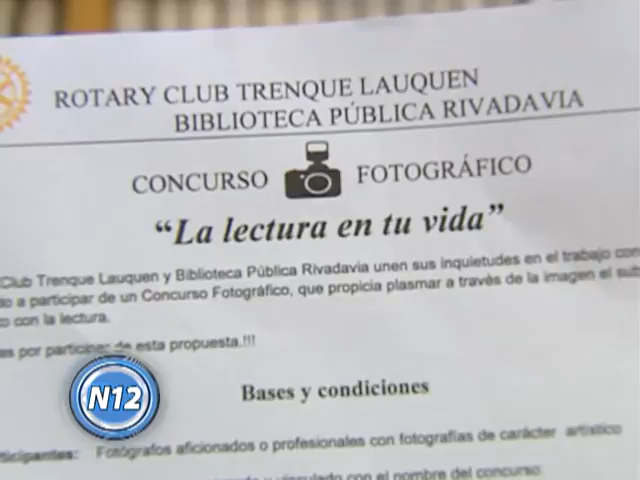 ROTARY CLUB TRENQUE LAUQUEN
BIBLIOTECA PÚBLICA RIVADAVIA
CONCURSO FOTOGRÁFICO
“La lectura en tu vida”
Club Trenque Lauquen y Biblioteca Pública Rivadavia unen sus inquietudes en el trabajo con
a participar de un Concurso Fotográfico, que propicia plasmar a través de la imagen el
con la lectura.
por participar de esta propuesta.!!!
N12
Bases y condiciones
Fotógrafos aficionados o profesionales con fotografías de carácter artístico
vinculado con el nombre del concurso